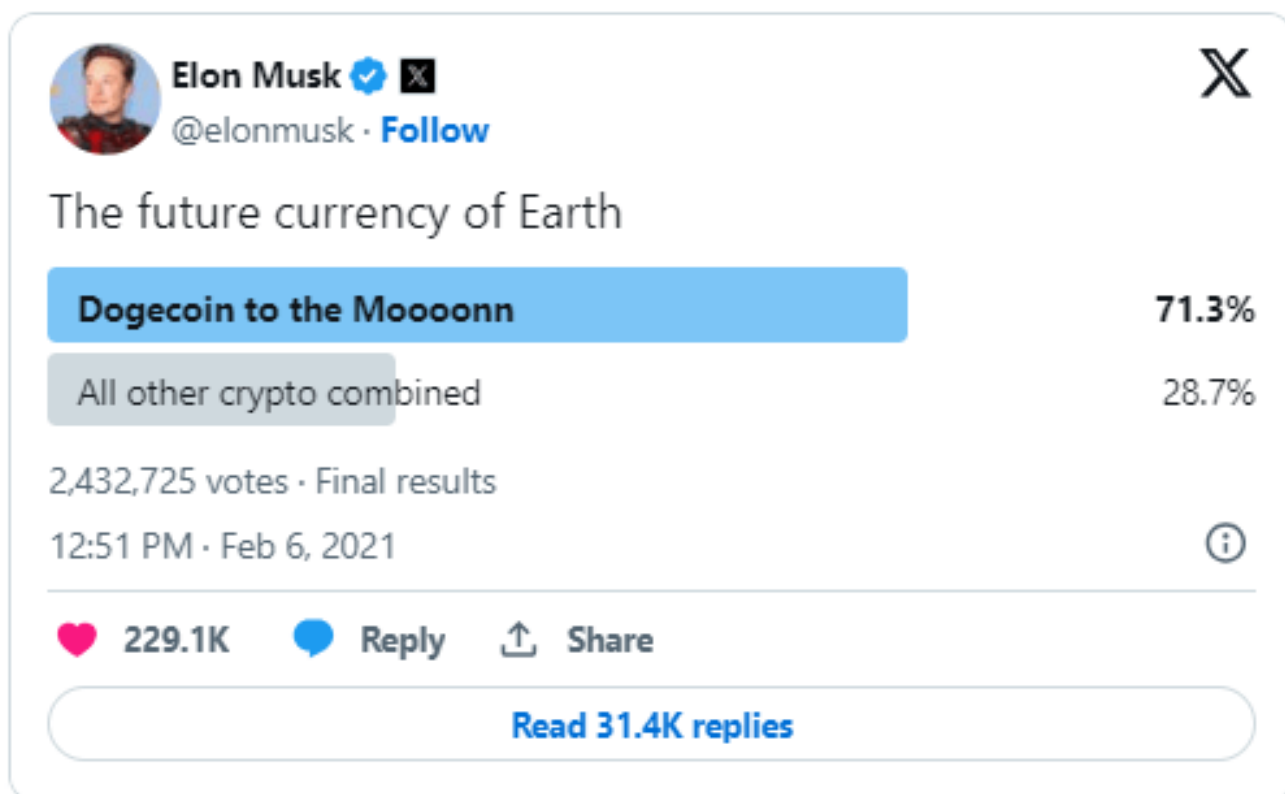 Elon Musk
@elonmusk · Follow
The future currency of Earth
Dogecoin to the Moooonn 71.3%
All other crypto combined 28.7%
2,432,725 votes · Final results
12:51 PM · Feb 6, 2021
229.1K Reply Share
Read 31.4K replies